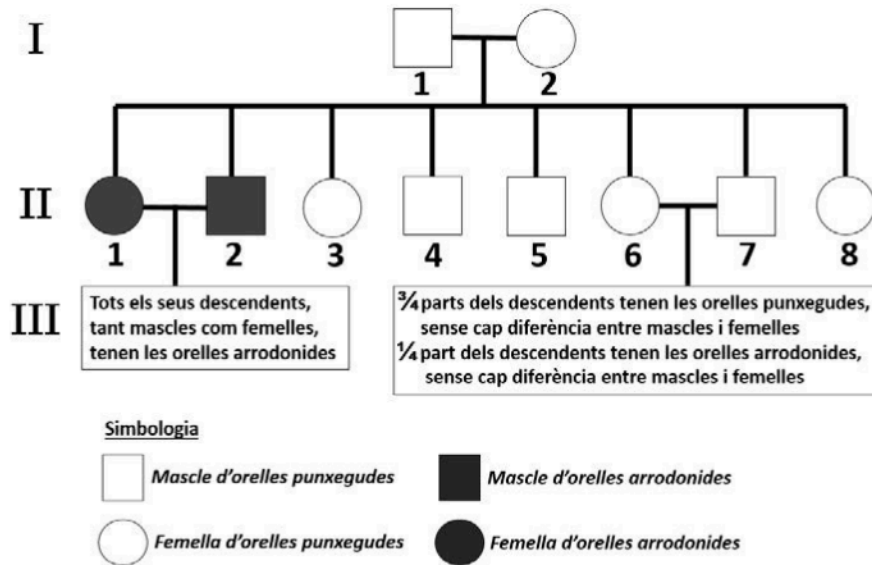 I
1 2
II
1 2 3 4 5 6 7 8
III
Tots els seus descendents,
tant mascles com femelles,
tenen les orelles arrodonides
¾ parts dels descendents tenen les orelles punxegudes,
sense cap diferència entre mascles i femelles
¼ part dels descendents tenen les orelles arrodonides,
sense cap diferència entre mascles i femelles
Simbologia
Mascle d'orelles punxegudes
Mascle d'orelles arrodonides
Femella d'orelles punxegudes
Femella d'orelles arrodonides